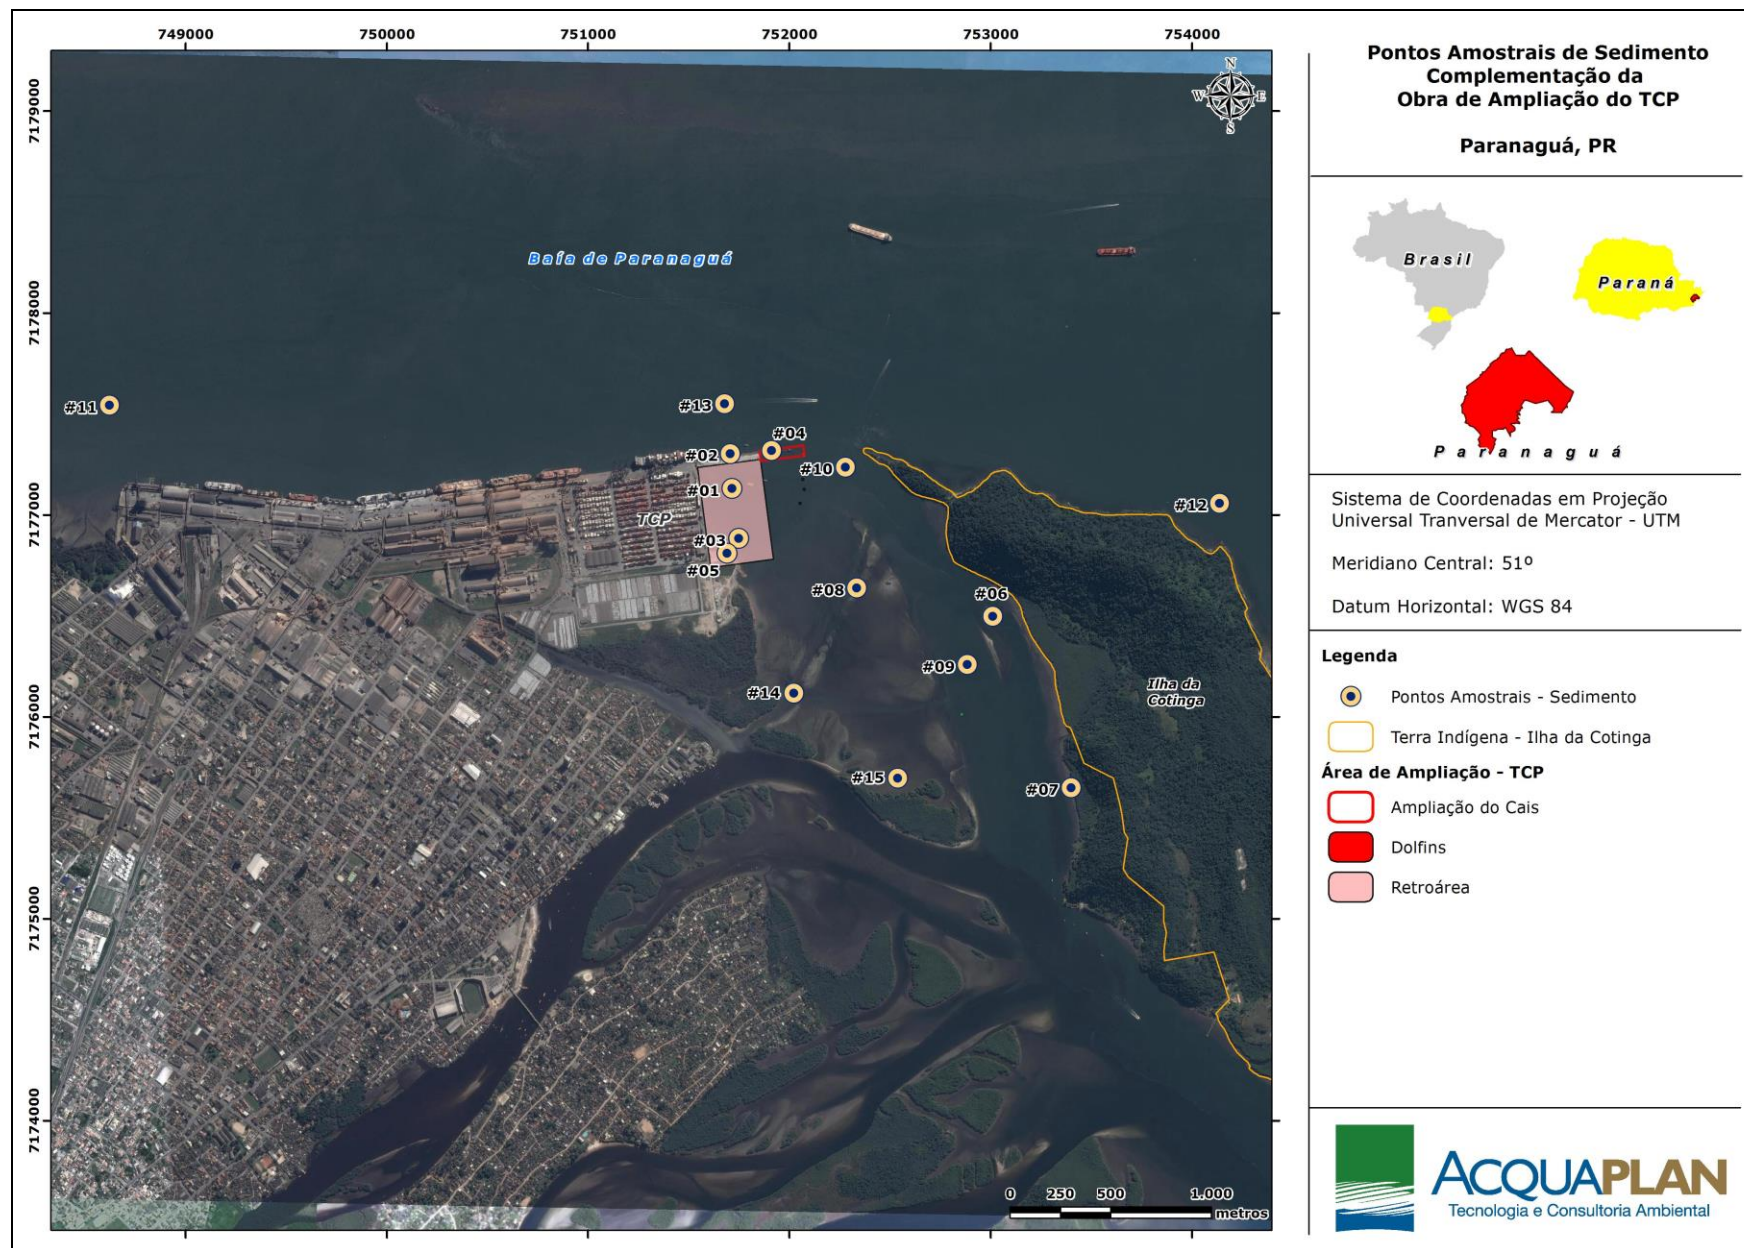 749000
750000
751000
752000
753000
754000
7179000
7178000
7177000
7176000
7175000
7174000
N
W
E
S
Baía de Paranaguá
#11
#13
#04
#02
#10
#01
#12
TCP
#03
#05
#08
#06
#09
Ilha da
Cotinga
#14
#15
#07
0 250 500 1.000
metros
Pontos Amostrais de Sedimento
Complementação da
Obra de Ampliação do TCP
Paranaguá, PR
Brasil
Paraná
Paranaguá
Sistema de Coordenadas em Projeção
Universal Tranversal de Mercator - UTM
Meridiano Central: 51º
Datum Horizontal: WGS 84
Legenda
Pontos Amostrais - Sedimento
Terra Indígena - Ilha da Cotinga
Área de Ampliação - TCP
Ampliação do Cais
Dolfins
Retroárea
ACQUAPLAN
Tecnologia e Consultoria Ambiental